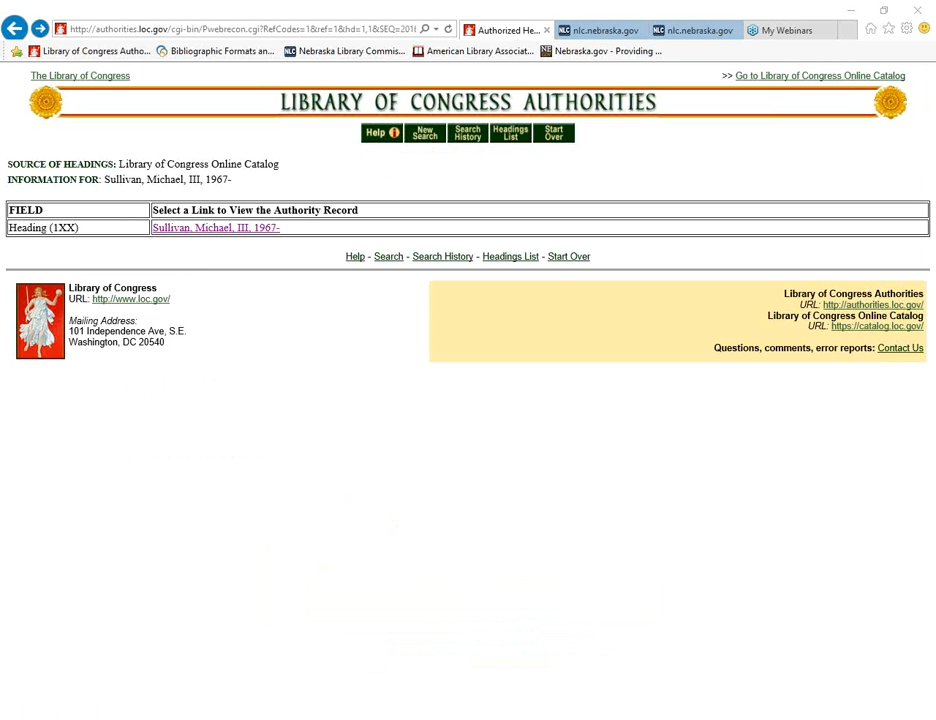 http://authorities.loc.gov/cgi-bin/Pwebrecon.cgi?RefCodes=1&ref=1&hd=1,1&SEQ=2016
Authorized He...
nlc.nebraska.gov
nlc.nebraska.gov
My Webinars
Library of Congress Autho...
Bibliographic Formats an...
NLC Nebraska Library Commis...
American Library Associat...
NE Nebraska.gov - Providing ...
The Library of Congress
>> Go to Library of Congress Online Catalog
LIBRARY OF CONGRESS AUTHORITIES
Help i
New Search
Search History
Headings List
Start Over
SOURCE OF HEADINGS: Library of Congress Online Catalog
INFORMATION FOR: Sullivan, Michael, III, 1967-
FIELD Select a Link to View the Authority Record
Heading (1XX) Sullivan, Michael, III, 1967-
Help - Search - Search History - Headings List - Start Over
Library of Congress
URL: http://www.loc.gov/
Mailing Address:
101 Independence Ave, S.E.
Washington, DC 20540
Library of Congress Authorities
URL: http://authorities.loc.gov/
Library of Congress Online Catalog
URL: https://catalog.loc.gov/
Questions, comments, error reports: Contact Us